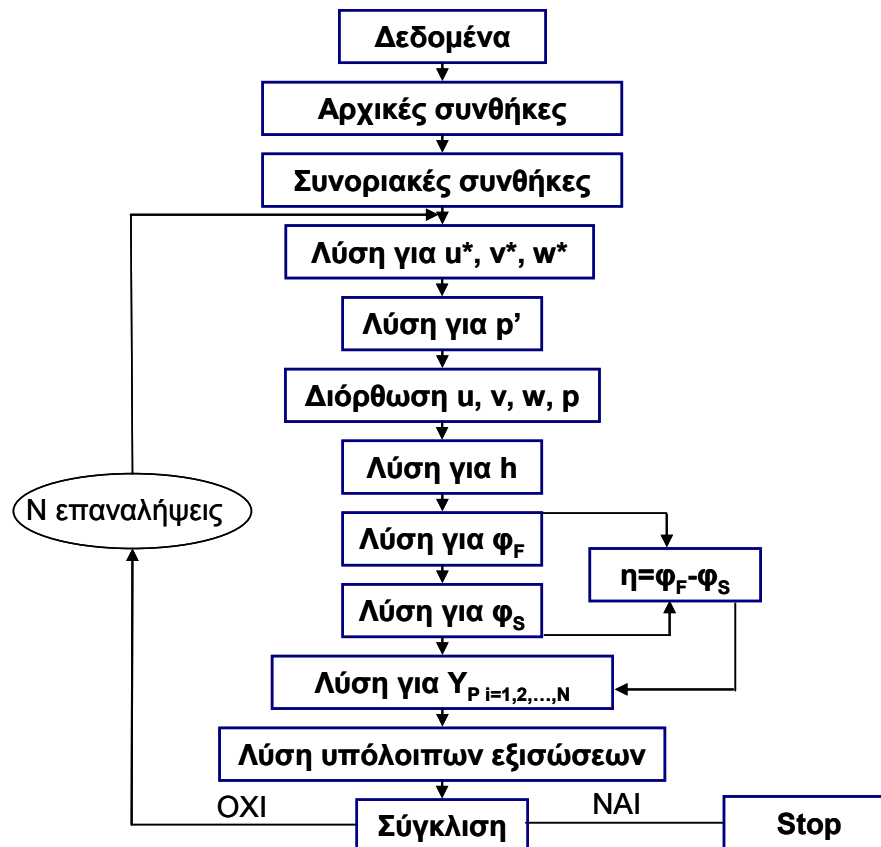 Δεδομένα
Αρχικές συνθήκες
Συνοριακές συνθήκες
Λύση για u*, v*, w*
Λύση για p’
Διόρθωση u, v, w, p
Λύση για h
Ν επαναλήψεις
Λύση για φF
η=φF-φS
Λύση για φS
Λύση για YP i=1,2,…,N
Λύση υπόλοιπων εξισώσεων
ΟΧΙ
Σύγκλιση
ΝΑΙ
Stop